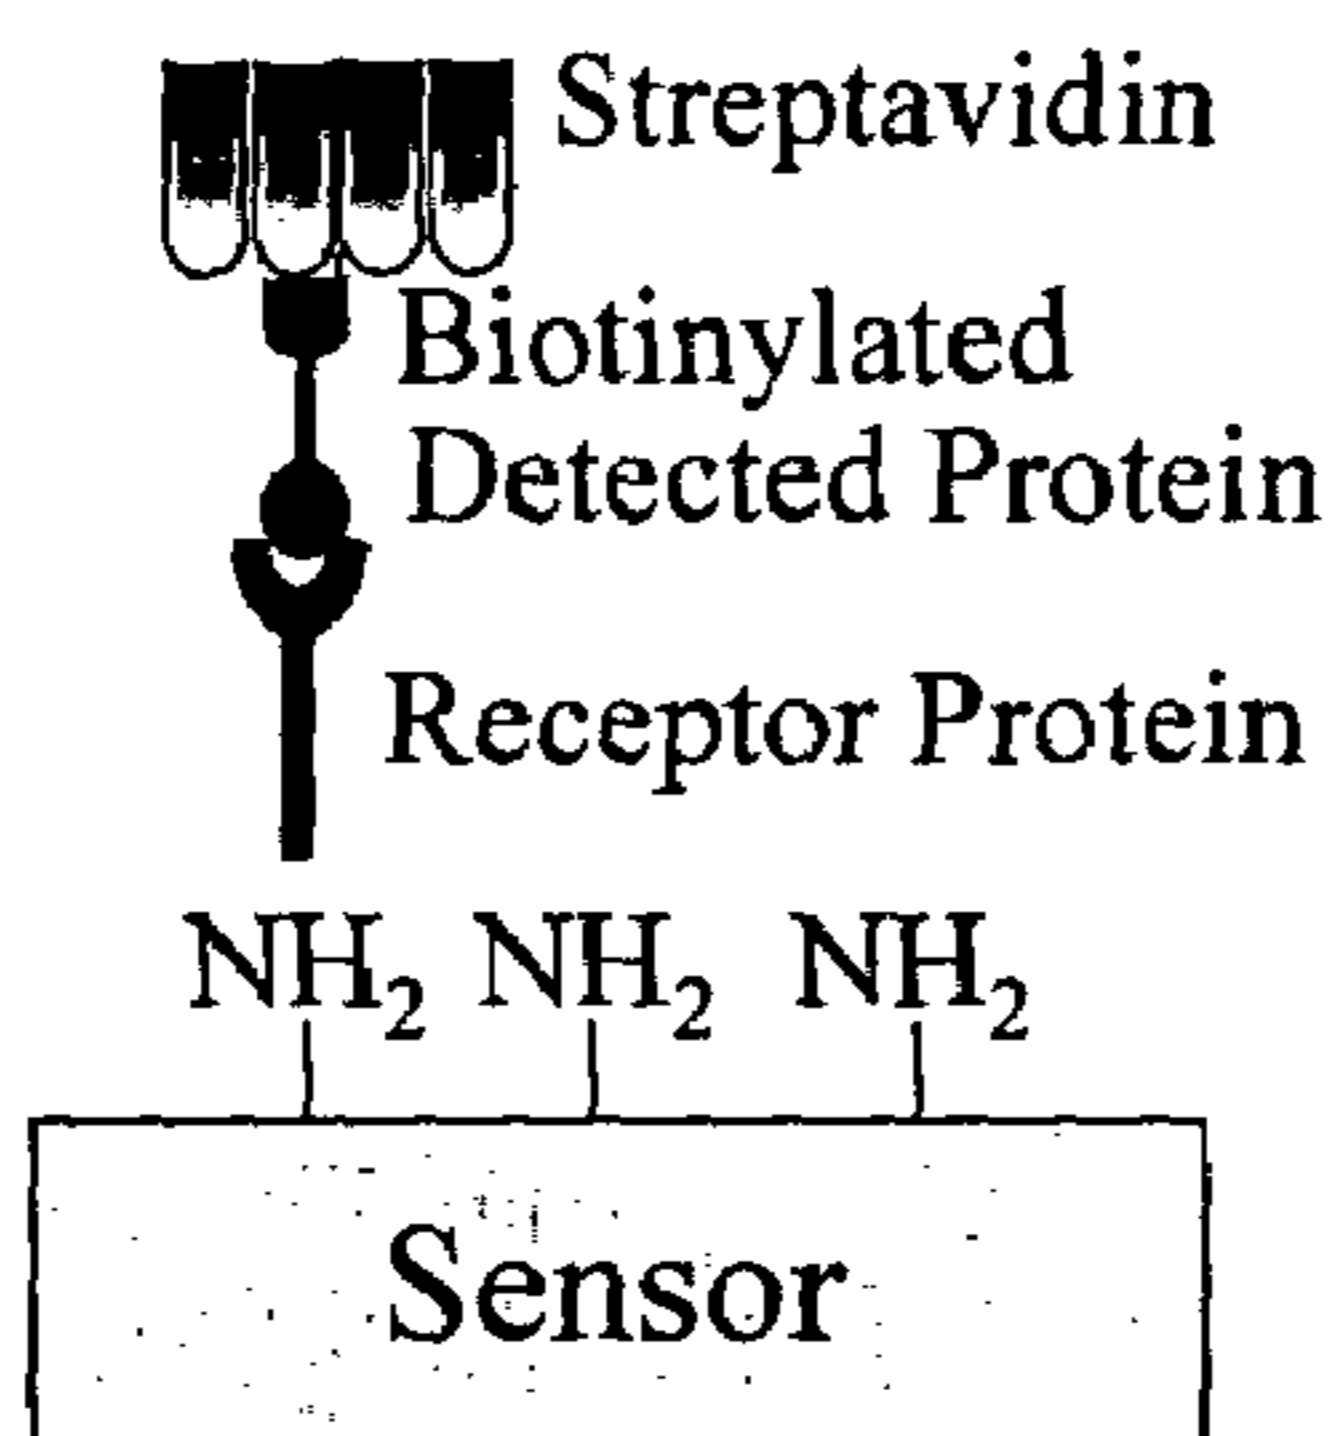 Streptavidin
Biotinylated
Detected Protein
Receptor Protein
NH2 NH2 NH2
Sensor